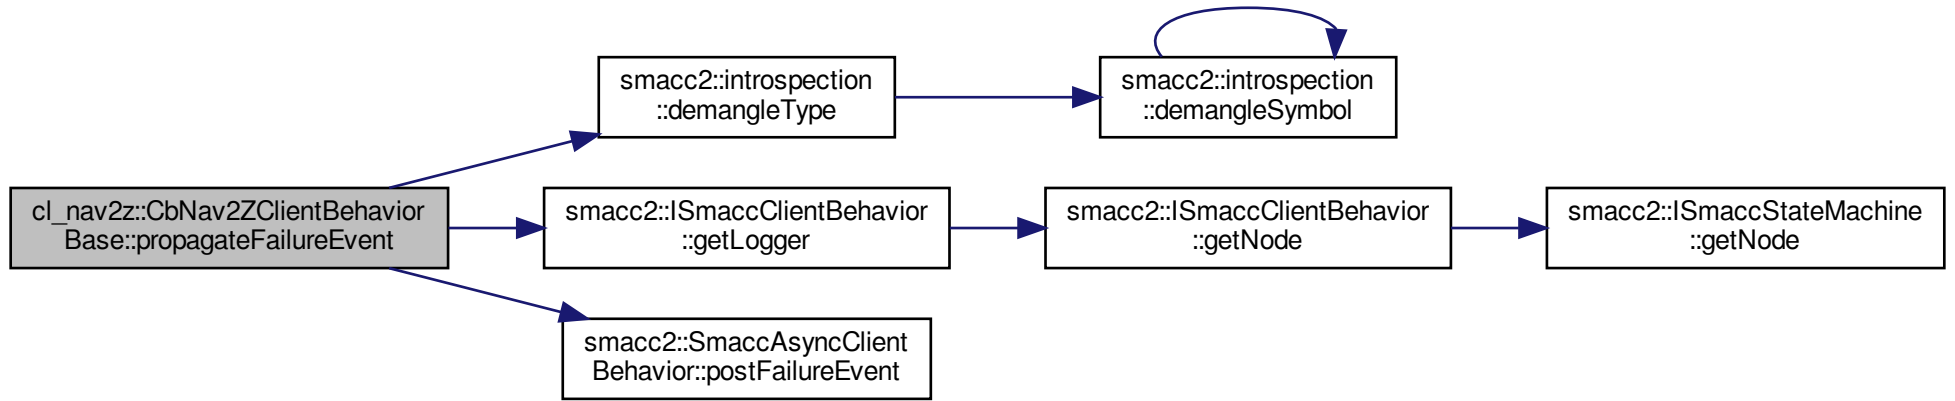 smacc2::introspection
::demangleType
smacc2::introspection
::demangleSymbol
cl_nav2z::CbNav2ZClientBehavior
Base::propagateFailureEvent
smacc2::ISmaccClientBehavior
::getLogger
smacc2::ISmaccClientBehavior
::getNode
smacc2::ISmaccStateMachine
::getNode
smacc2::SmaccAsyncClient
Behavior::postFailureEvent